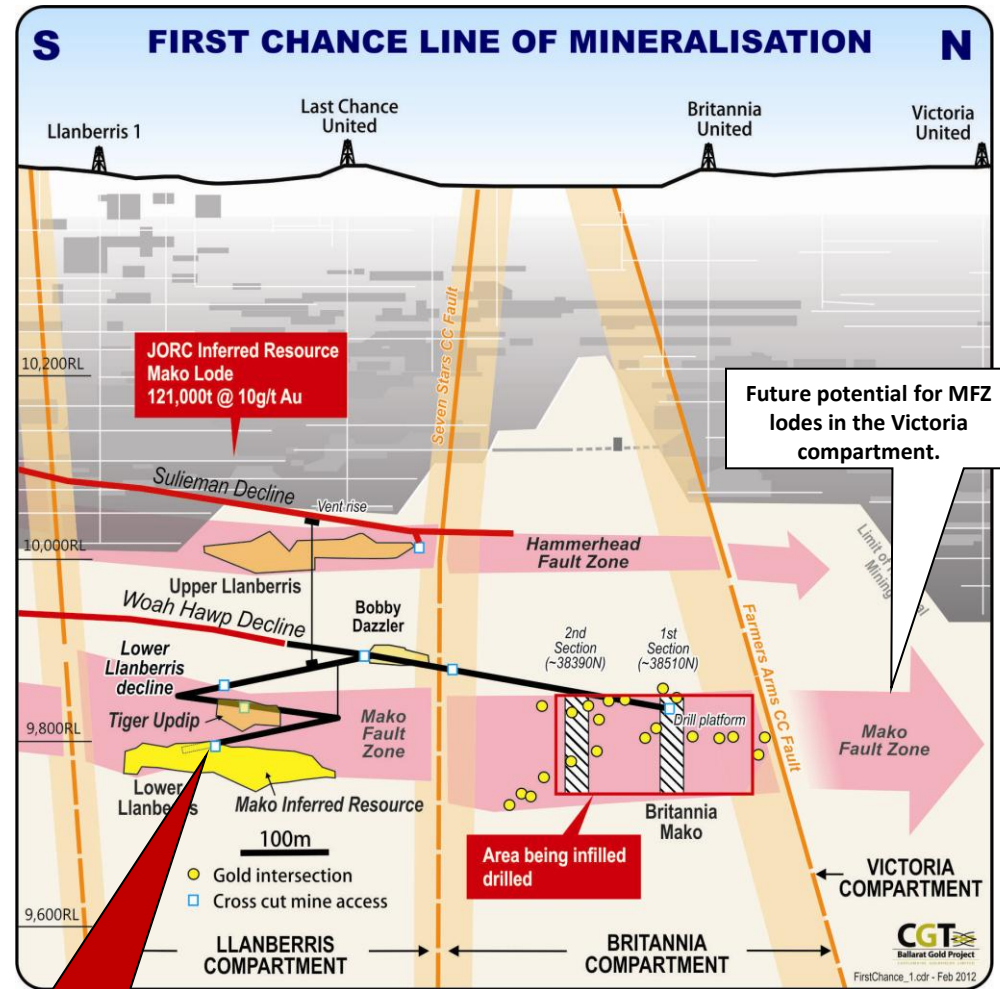 S
FIRST CHANCE LINE OF MINERALISATION
N
Llanberris 1
Last Chance
United
Britannia
United
Victoria
United
JORC Inferred Resource
Mako Lode
121,000t @ 10g/t Au
10,200RL
Seven Stars CC Fault
Future potential for MFZ
lodes in the Victoria
compartment.
Sulieman Decline
Vent rise
10,000RL
Hammerhead
Fault Zone
Upper Llanberris
Limit of
Mining
Woah Hawp Decline
Bobby
Dazzler
Farmers Arms CC Fault
Lower
Llanberris
decline
2nd
Section
(~38390N)
1st
Section
(~38510N)
Tiger Updip
Drill platform
9,800RL
Mako
Fault
Zone
Mako
Fault Zone
Lower
Llanberris
Mako Inferred Resource
Britannia
Mako
100m
Gold intersection
Cross cut mine access
Area being infilled
drilled
VICTORIA
COMPARTMENT
9,600RL
LLANBERRIS
COMPARTMENT
BRITANNIA
COMPARTMENT
CGT
Ballarat Gold Project
FirstChance_1.cdr - Feb 2012